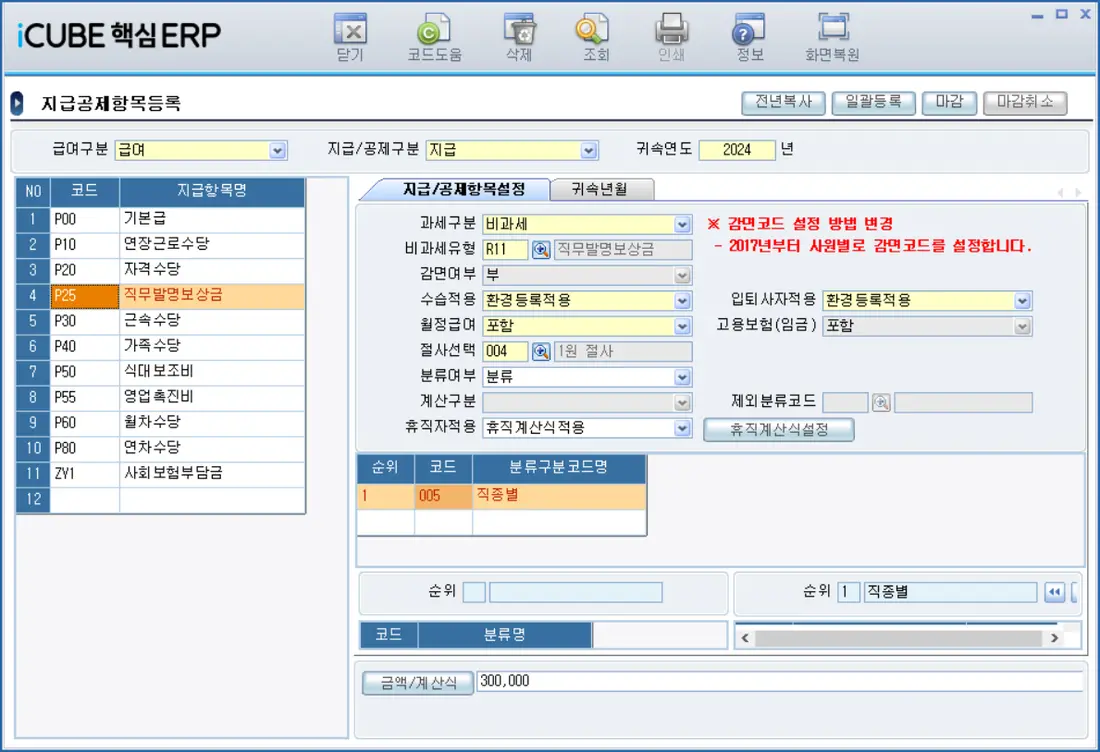 iCUBE 핵심ERP
닫기 코드도움 삭제 조회 인쇄 정보 화면복원
지급공제항목등록
전년복사 일괄등록 마감 마감취소
급여구분 급여 지급/공제구분 지급 귀속연도 2024 년
NO 코드 지급항목명
1 P00 기본급
2 P10 연장근로수당
3 P20 자격수당
4 P25 직무발명보상금
5 P30 근속수당
6 P40 가족수당
7 P50 식대보조비
8 P55 영업촉진비
9 P60 월차수당
10 P80 연차수당
11 ZY1 사회보험부담금
12
지급/공제항목설정 귀속년월
과세구분 비과세
※ 감면코드 설정 방법 변경
비과세유형 R11 직무발명보상금
- 2017년부터 사원별로 감면코드를 설정합니다.
감면여부 부
수습적용 환경등록적용 입퇴사자적용 환경등록적용
월정급여 포함 고용보험(임금) 포함
절사선택 004 1원 절사
분류여부 분류
계산구분 제외분류코드
휴직자적용 휴직계산식적용 휴직계산식설정
순위 코드 분류구분코드명
1 005 직종별
순위 순위 1 직종별
코드 분류명
금액/계산식 300,000